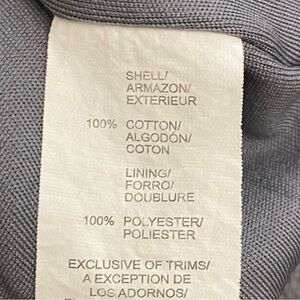 SHELL/
ARMAZON/
EXTERIEUR
100% COTTON/
ALGODÓN/
COTON
LINING/
FORRO/
DOUBLURE
100% POLYESTER/
POLIESTER
EXCLUSIVE OF TRIMS/
A EXCEPTION DE
LOS ADORNOS/